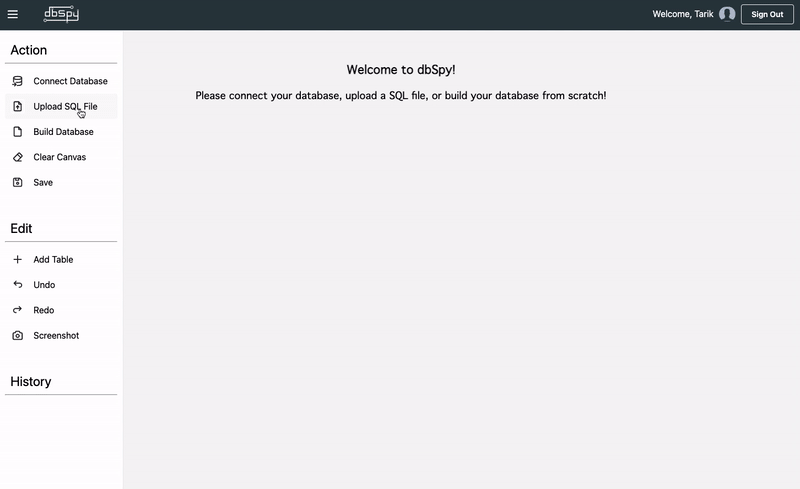 dbSpy
Welcome, Tarik
Sign Out
Action
Connect Database
Upload SQL File
Build Database
Clear Canvas
Save
Edit
Add Table
Undo
Redo
Screenshot
History
Welcome to dbSpy!
Please connect your database, upload a SQL file, or build your database from scratch!